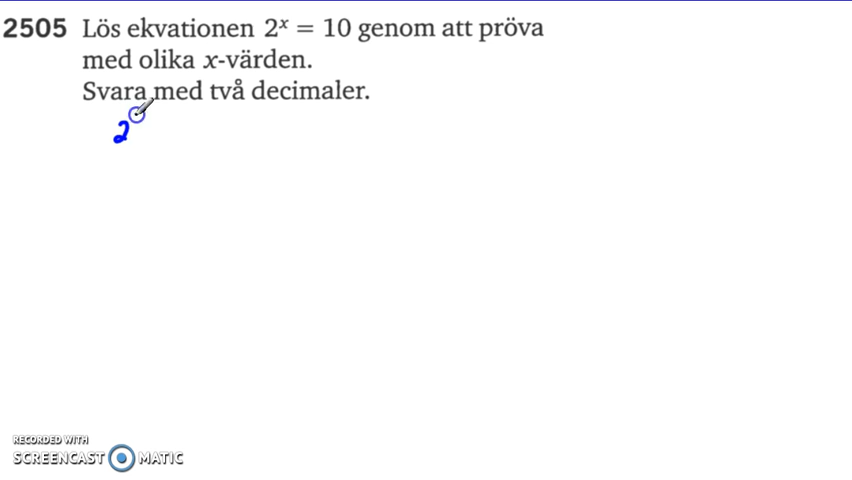 2505 Lös ekvationen 2ˣ = 10 genom att pröva
med olika x-värden.
Svara med två decimaler.
2
RECORDED WITH
SCREENCAST MATIC